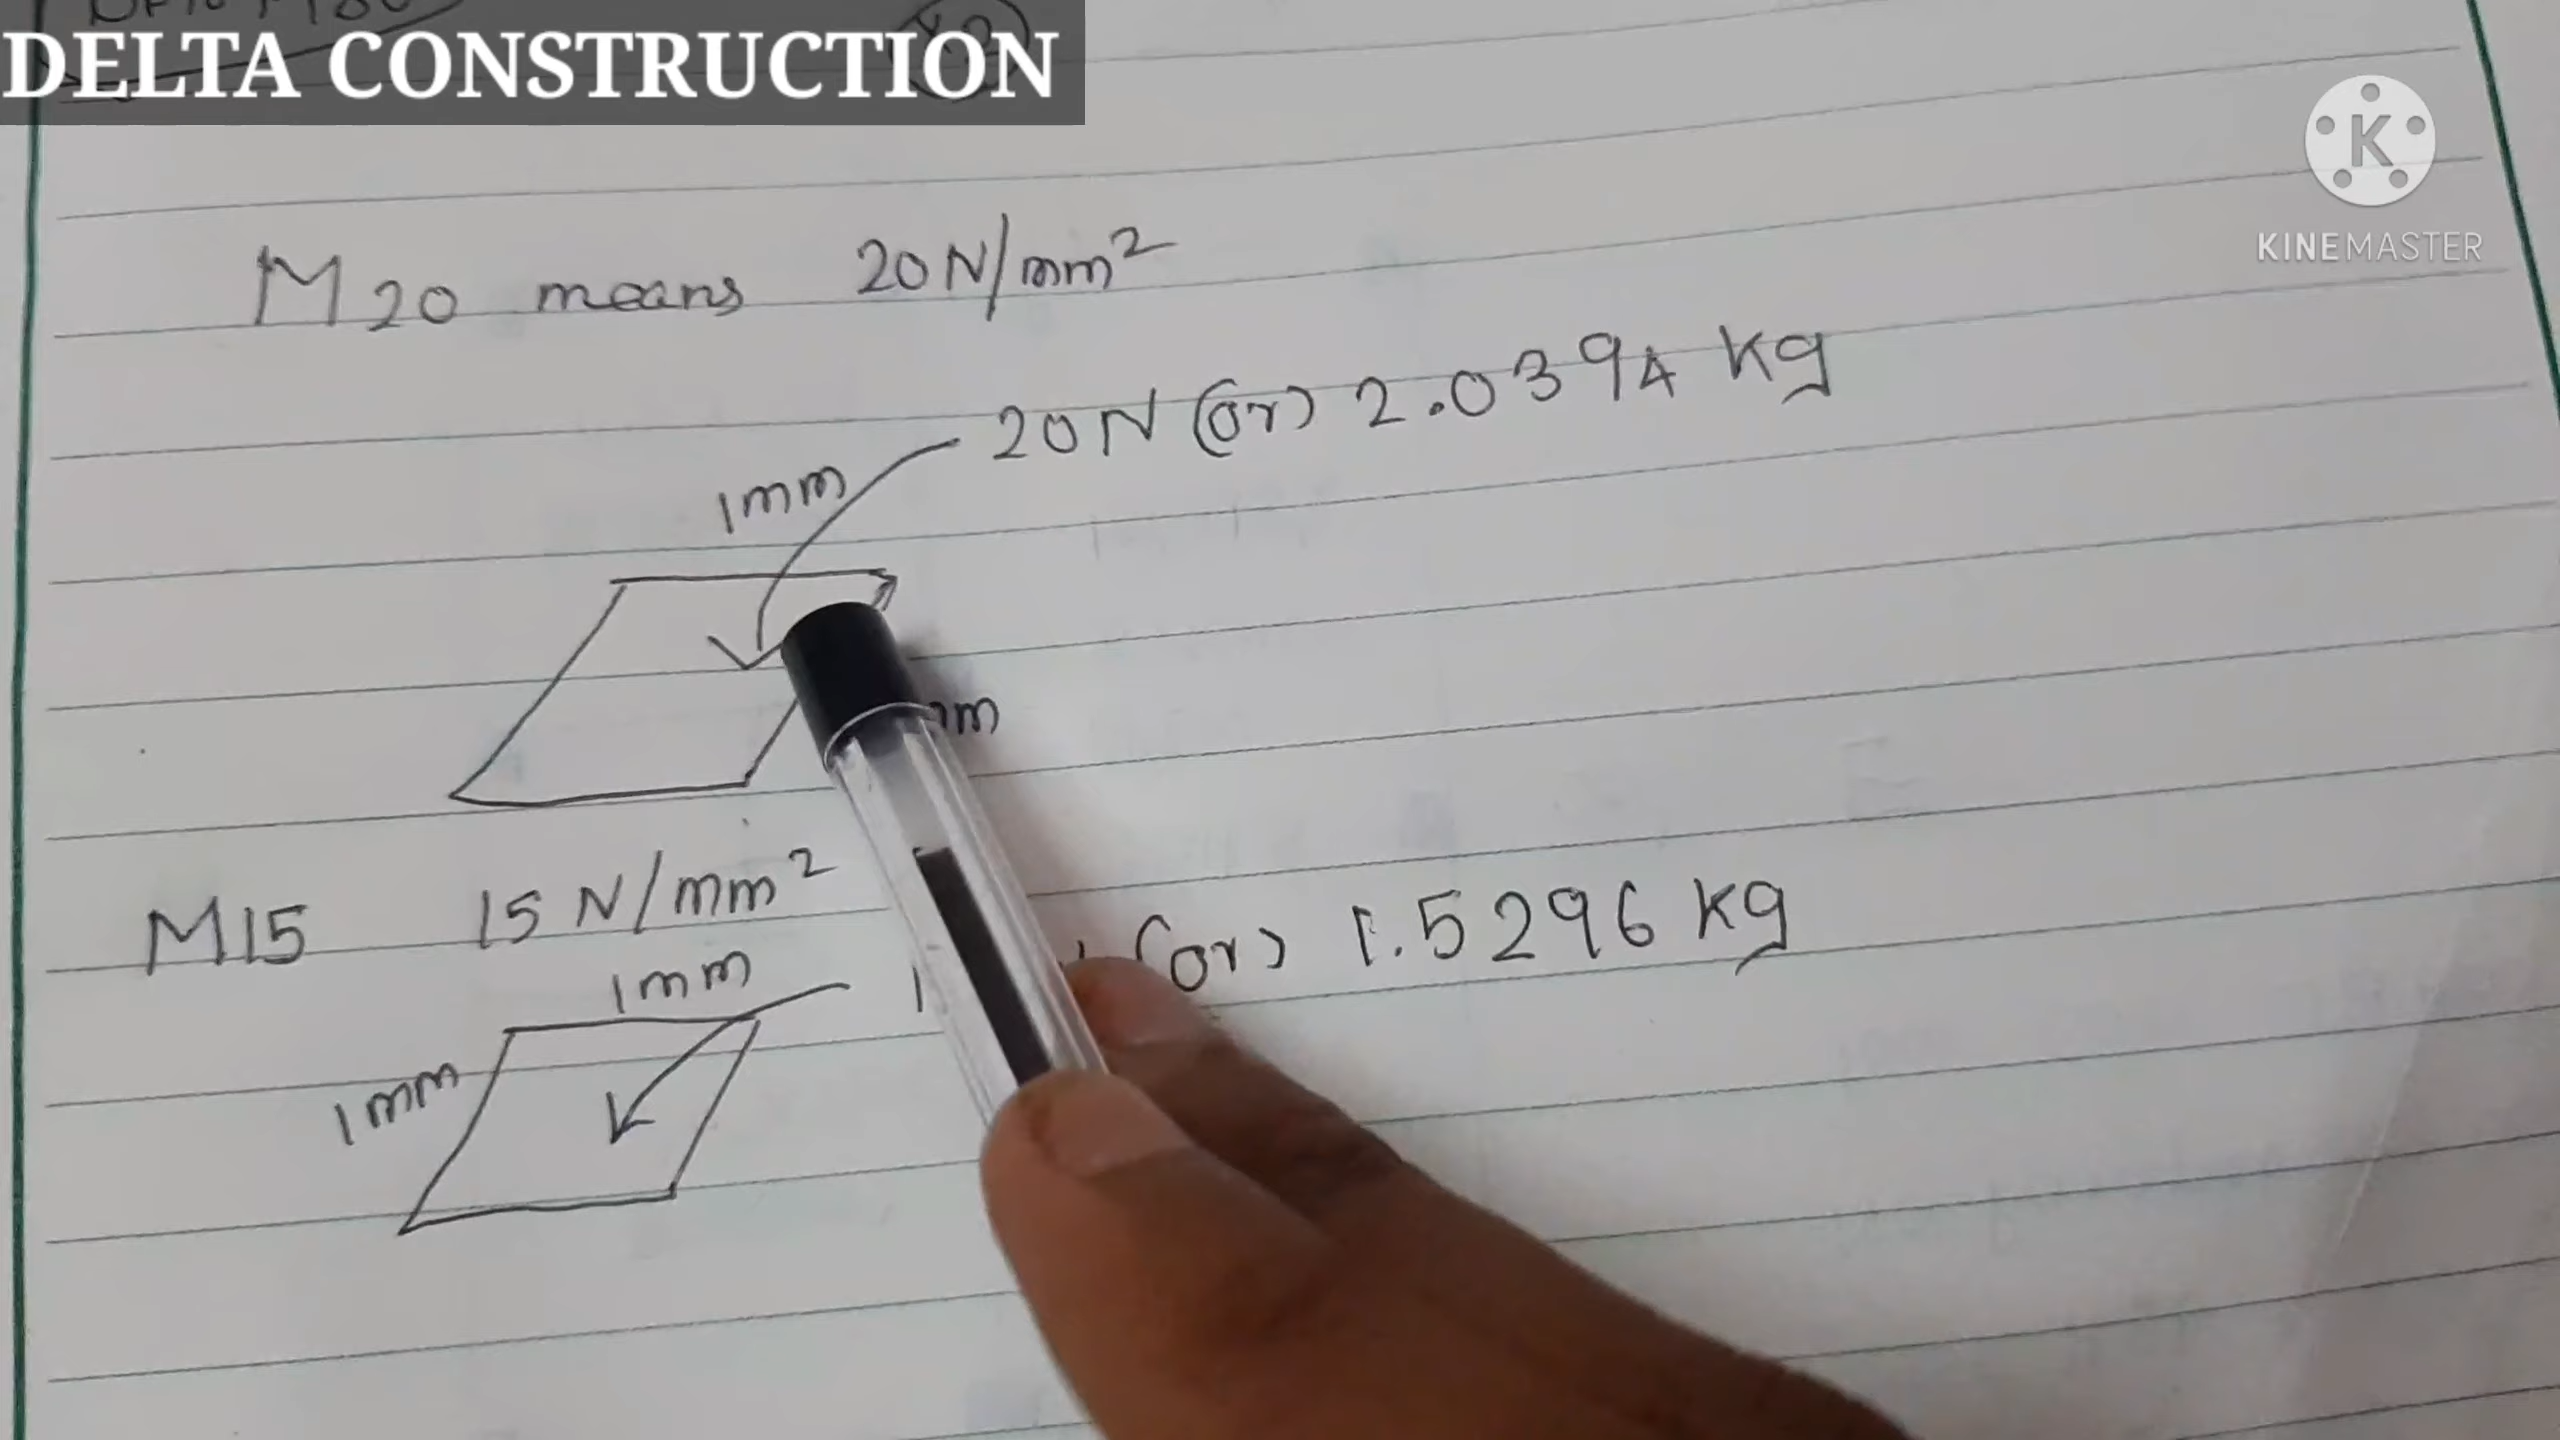 DELTA CONSTRUCTION
KINEMASTER
M20 means 20N/mm²
20N (or) 2.0394 kg
1mm
M15 15 N/mm²
(or) 1.5296 kg
1mm
1mm